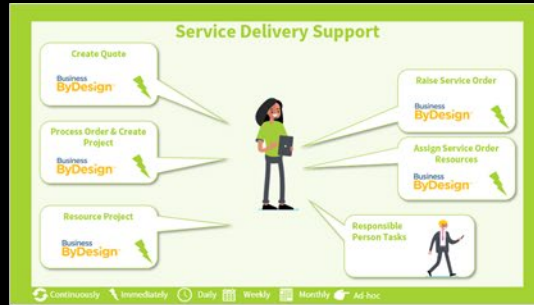 Service Delivery Support
Create Quote
Business
ByDesign
Process Order & Create
Project
Business
ByDesign
Resource Project
Business
ByDesign
Raise Service Order
Business
ByDesign
Assign Service Order
Resources
Business
ByDesign
Responsible
Person Tasks
Continuously Immediately Daily Weekly Monthly Ad-hoc